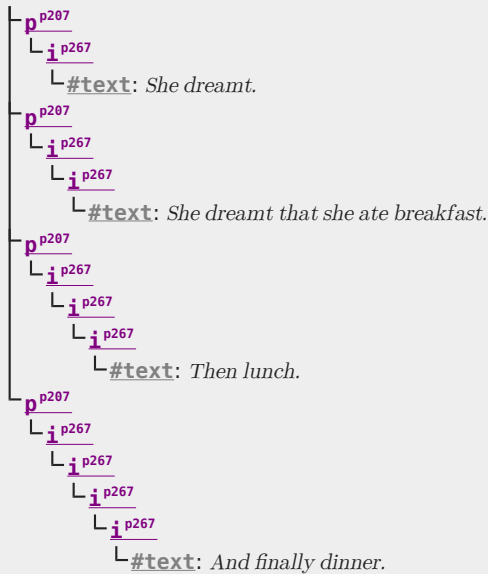 p p207
i p267
#text: She dreamt.
p p207
i p267
i p267
#text: She dreamt that she ate breakfast.
p p207
i p267
i p267
i p267
#text: Then lunch.
p p207
i p267
i p267
i p267
i p267
#text: And finally dinner.